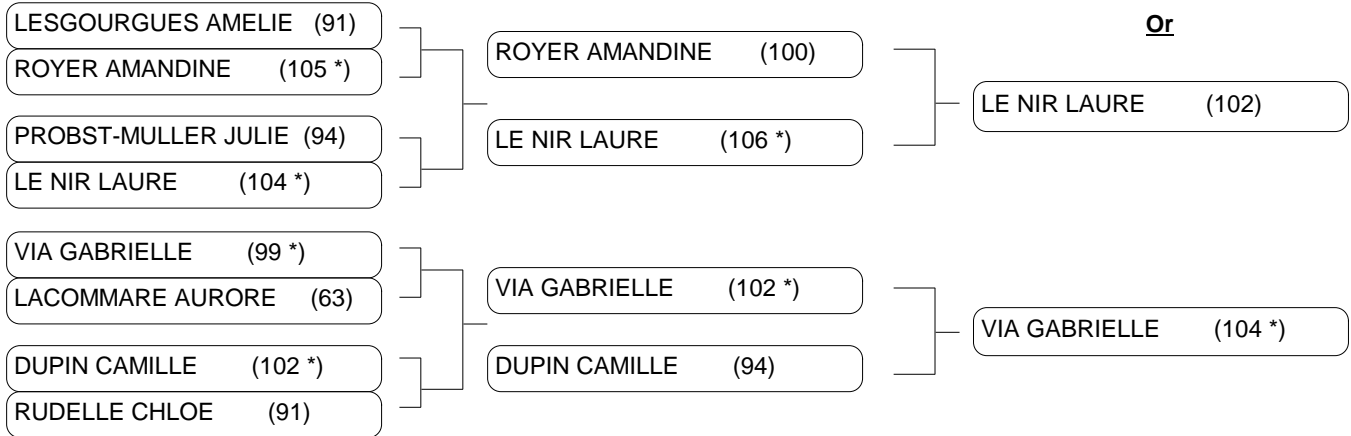 LESGOURGUES AMELIE (91)
ROYER AMANDINE (105 *)
PROBST-MULLER JULIE (94)
LE NIR LAURE (104 *)
VIA GABRIELLE (99 *)
LACOMMARE AURORE (63)
DUPIN CAMILLE (102 *)
RUDELLE CHLOE (91)
ROYER AMANDINE (100)
LE NIR LAURE (106 *)
VIA GABRIELLE (102 *)
DUPIN CAMILLE (94)
Or
LE NIR LAURE (102)
VIA GABRIELLE (104 *)